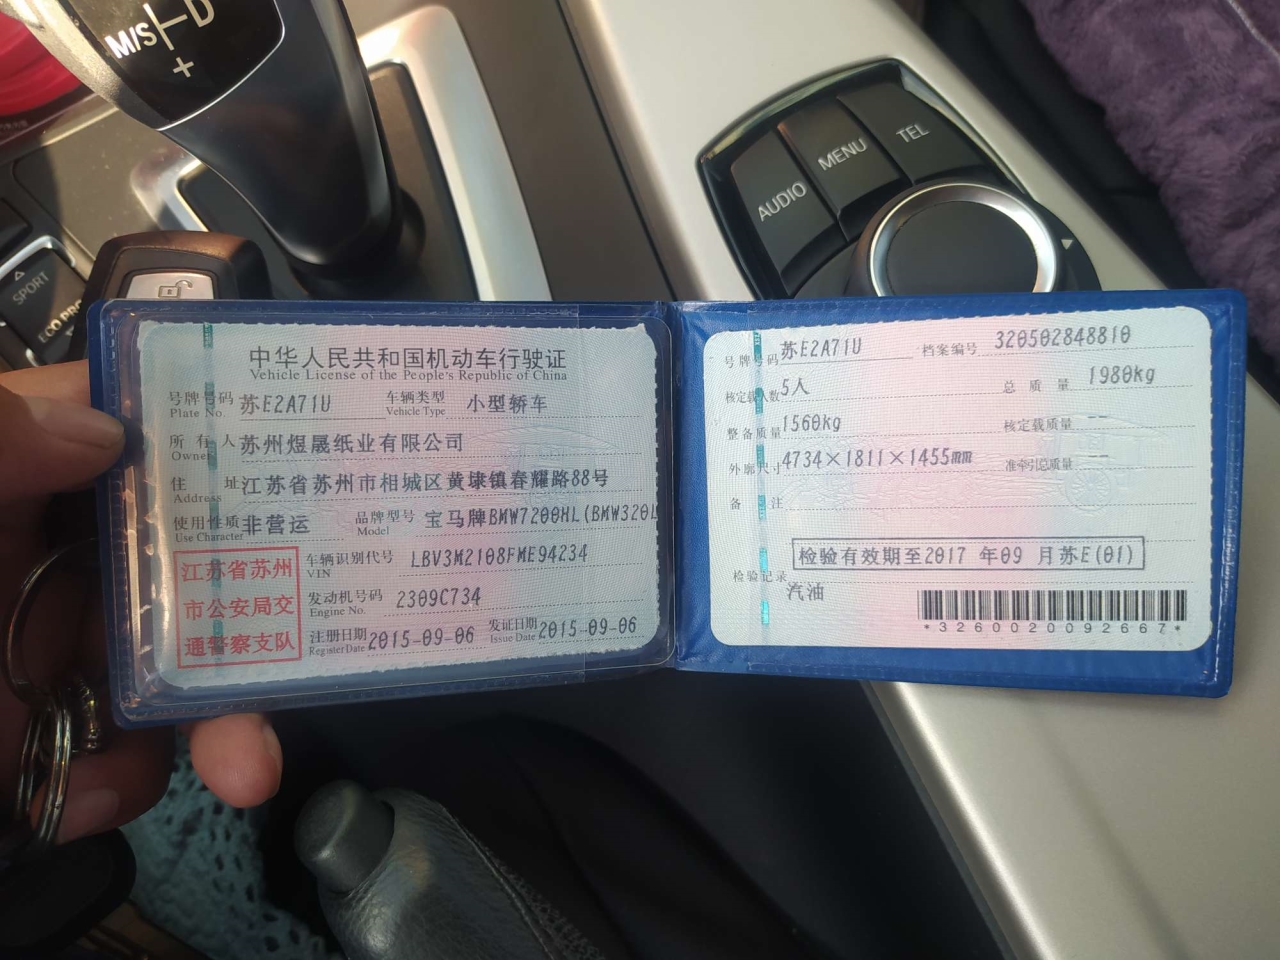 M/S D
+
AUDIO
MENU
TEL
SPORT
ECO PRO
中华人民共和国机动车行驶证
Vehicle License of the People's Republic of China
号牌号码 苏E2A71U 车辆类型 小型轿车
Plate No. Vehicle Type
所有人 苏州煜晟纸业有限公司
Owner
住址 江苏省苏州市相城区黄埭镇春耀路88号
Address
使用性质 非营运 品牌型号 宝马牌BMW7200HL(BMW320L
Use Character Model
江苏省苏州
市公安局交
通警察支队
车辆识别代号 LBV3M2108FME94234
VIN
发动机号码 2309C734
Engine No.
注册日期 2015-09-06 发证日期 2015-09-06
Register Date Issue Date
号牌号码 苏E2A71U 档案编号 320502848810
核定载人数 5人 总质量 1980kg
整备质量 1560kg 核定载质量 --
外廓尺寸 4734×1811×1455mm 准牵引总质量 --
备注
检验有效期至2017 年09 月苏E(01)
检验记录
汽油
*3260020092667*